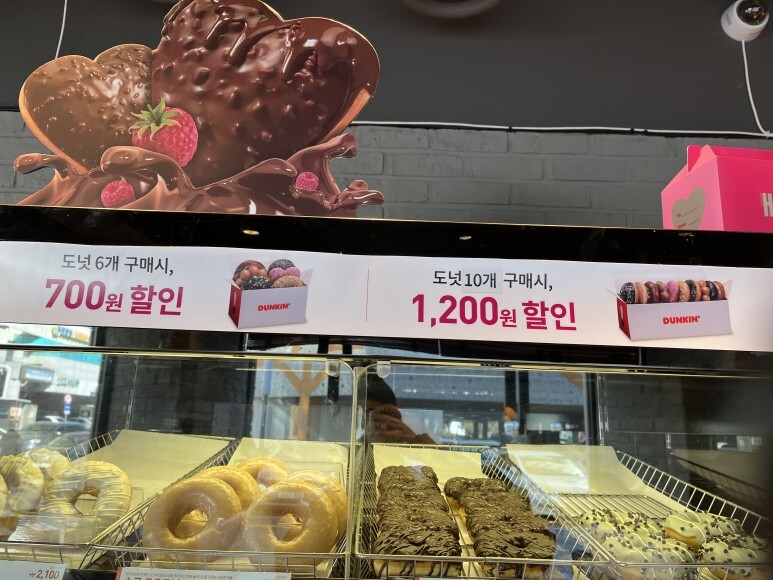 도넛 6개 구매시,
700원 할인
DUNKIN'
도넛 10개 구매시,
1,200원 할인
DUNKIN'
₩2,100